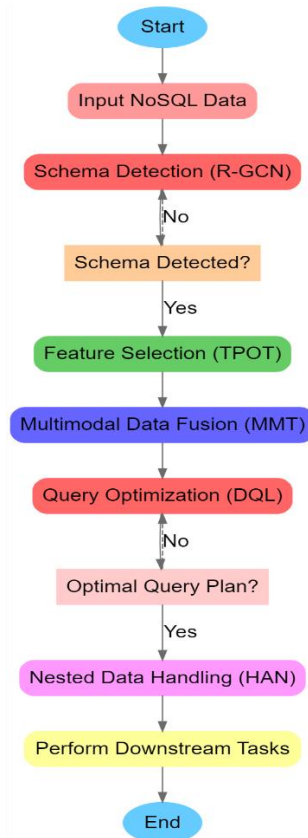 Start
Input NoSQL Data
Schema Detection (R-GCN)
No
Schema Detected?
Yes
Feature Selection (TPOT)
Multimodal Data Fusion (MMT)
Query Optimization (DQL)
No
Optimal Query Plan?
Yes
Nested Data Handling (HAN)
Perform Downstream Tasks
End